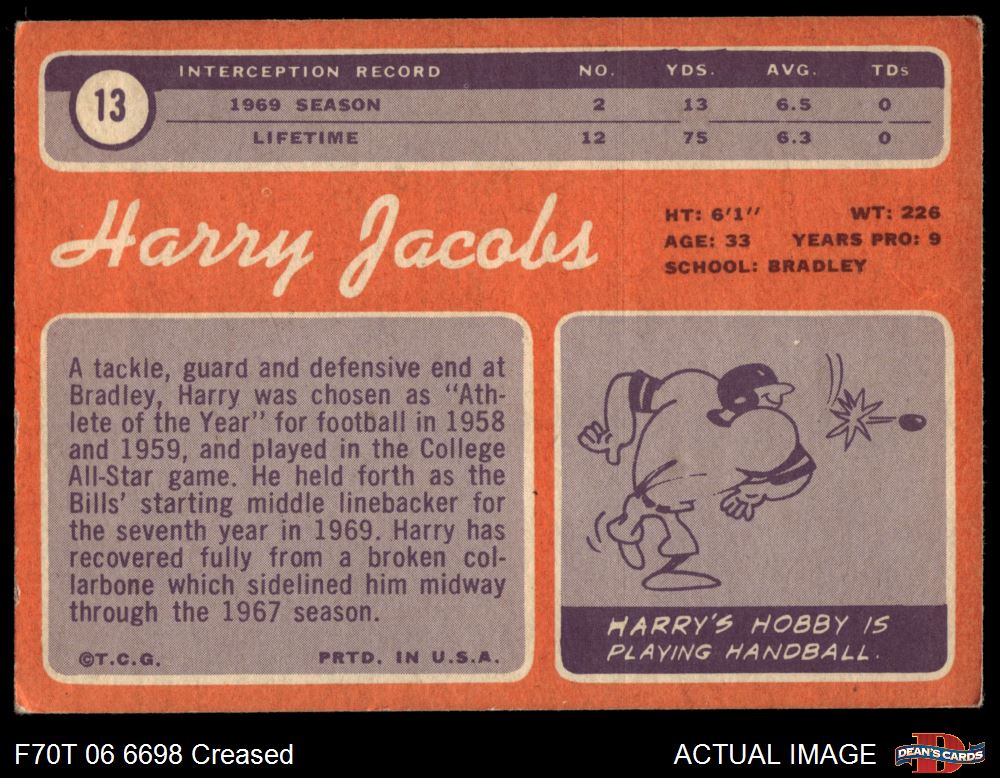 13
INTERCEPTION RECORD NO. YDS. AVG. TDs
1969 SEASON 2 13 6.5 0
LIFETIME 12 75 6.3 0
Harry Jacobs
HT: 6'1" WT: 226
AGE: 33 YEARS PRO: 9
SCHOOL: BRADLEY
A tackle, guard and defensive end at
Bradley, Harry was chosen as "Ath-
lete of the Year" for football in 1958
and 1959, and played in the College
All-Star game. He held forth as the
Bills' starting middle linebacker for
the seventh year in 1969. Harry has
recovered fully from a broken col-
larbone which sidelined him midway
through the 1967 season.
©T.C.G. PRTD. IN U.S.A.
HARRY'S HOBBY IS
PLAYING HANDBALL.
F70T 06 6698 Creased
ACTUAL IMAGE
DEAN'S CARDS